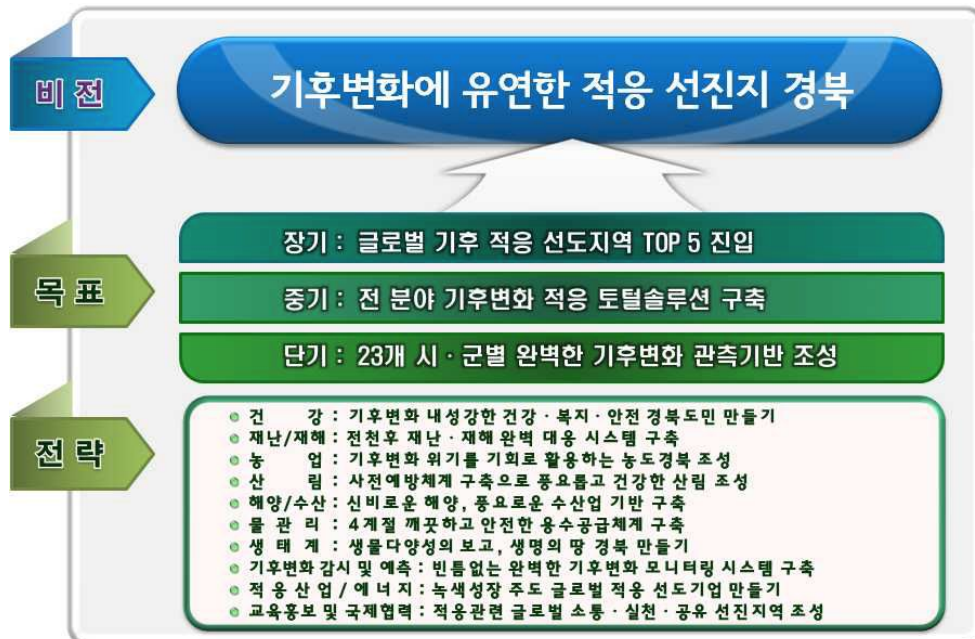 비 전
기후변화에 유연한 적응 선진지 경북
목 표
장기 : 글로벌 기후 적응 선도지역 TOP 5 진입
중기 : 전 분야 기후변화 적응 토털솔루션 구축
단기 : 23개 시 · 군별 완벽한 기후변화 관측기반 조성
전 략
건 강 : 기후변화 내성강한 건강 · 복지 · 안전 경북도민 만들기
재난/재해 : 전천후 재난 · 재해 완벽 대응 시스템 구축
농 업 : 기후변화 위기를 기회로 활용하는 농도경북 조성
산 림 : 사전예방체계 구축으로 풍요롭고 건강한 산림 조성
해양/수산 : 신비로운 해양, 풍요로운 수산업 기반 구축
물 관 리 : 4계절 깨끗하고 안전한 용수공급체계 구축
생 태 계 : 생물다양성의 보고, 생명의 땅 경북 만들기
기후변화 감시 및 예측 : 빈틈없는 완벽한 기후변화 모니터링 시스템 구축
적 응 산 업 / 에 너 지 : 녹색성장 주도 글로벌 적응 선도기업 만들기
교육홍보 및 국제협력 : 적응관련 글로벌 소통 · 실천 · 공유 선진지역 조성